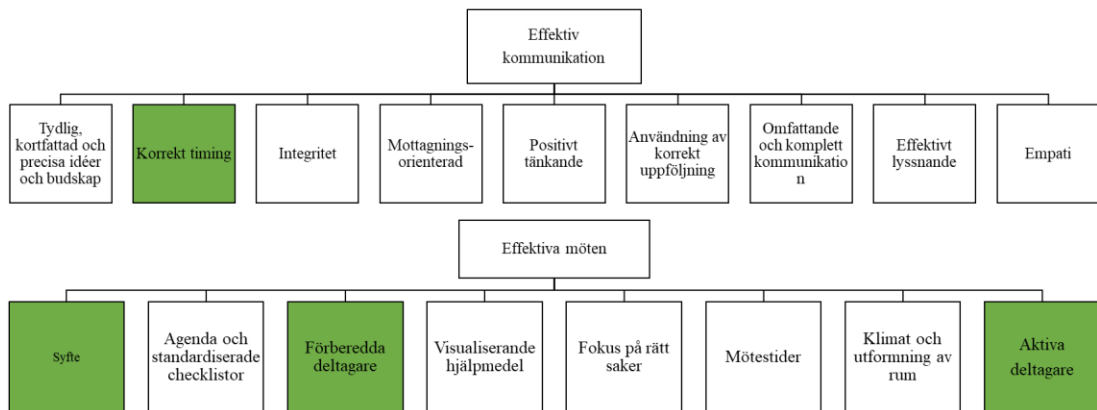 Effektiv
kommunikation
Tydlig,
kortfattad och
precisa idéer
och budskap
Korrekt timing
Integritet
Mottagnings-
orienterad
Positivt
tänkande
Användning av
korrekt
uppföljning
Omfattande
och komplett
kommunikatio
n
Effektivt
lyssnande
Empati
Effektiva möten
Syfte
Agenda och
standardiserade
checklistor
Förberedda
deltagare
Visualiserande
hjälpmedel
Fokus på rätt
saker
Mötestider
Klimat och
utformning av
rum
Aktiva
deltagare